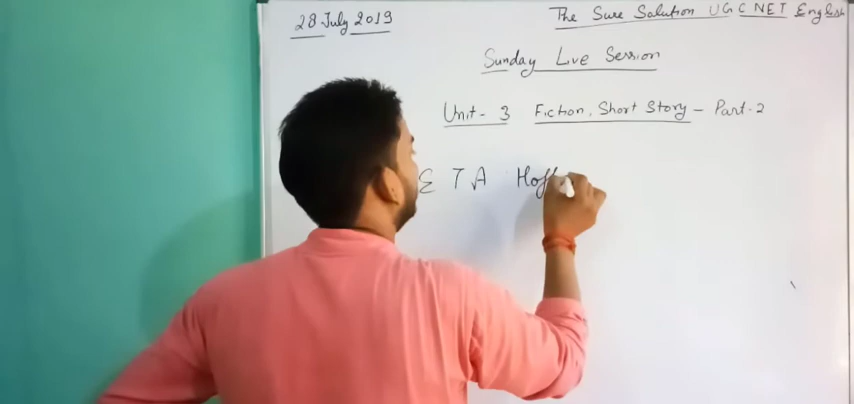 28 July 2019
The Sure Solution UGC NET English
Sunday Live Session
Unit - 3 Fiction, Short Story - Part-2
E T A Hoff